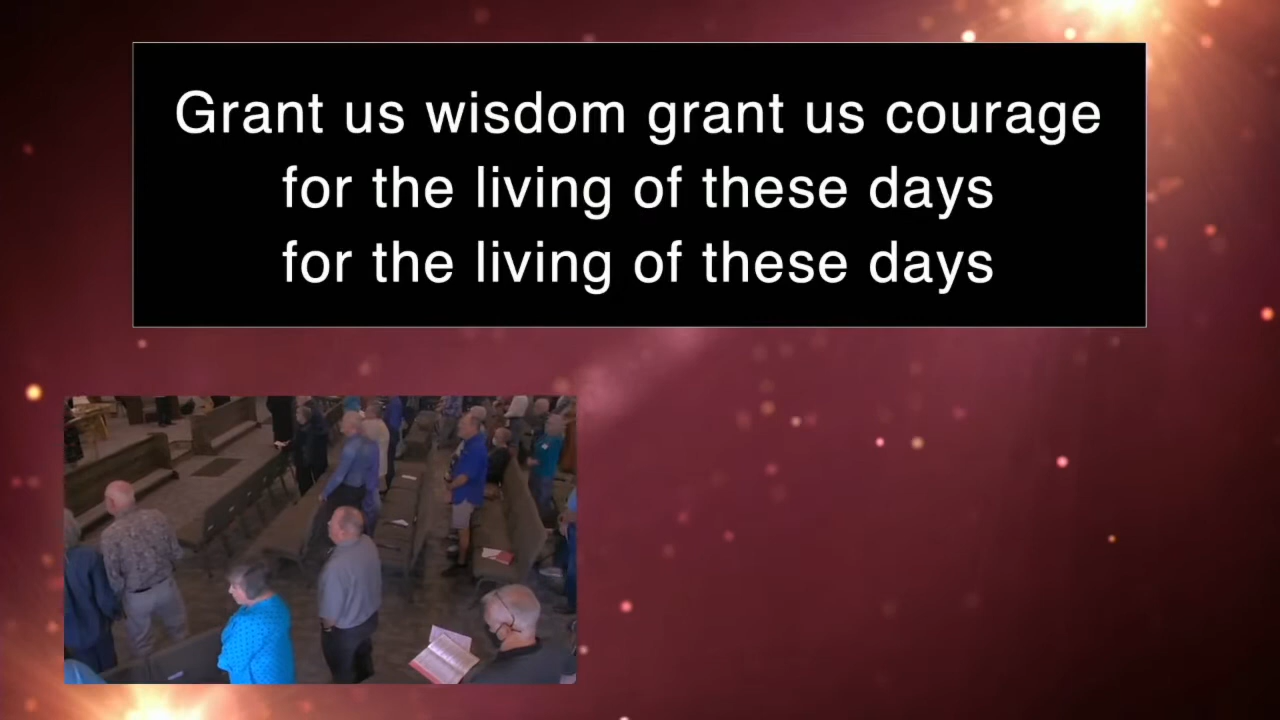 Grant us wisdom grant us courage
for the living of these days
for the living of these days